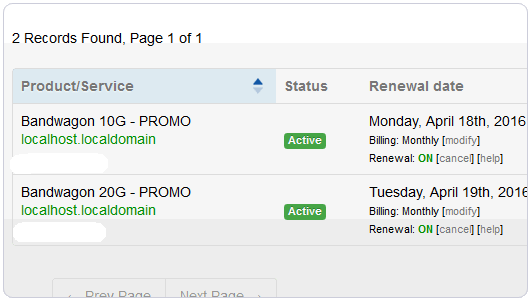 2 Records Found, Page 1 of 1
Product/Service Status Renewal date
Bandwagon 10G - PROMO Monday, April 18th, 2016
localhost.localdomain Active Billing: Monthly [modify]
Renewal: ON [cancel] [help]
Bandwagon 20G - PROMO Tuesday, April 19th, 2016
localhost.localdomain Active Billing: Monthly [modify]
Renewal: ON [cancel] [help]
← Prev Page Next Page →